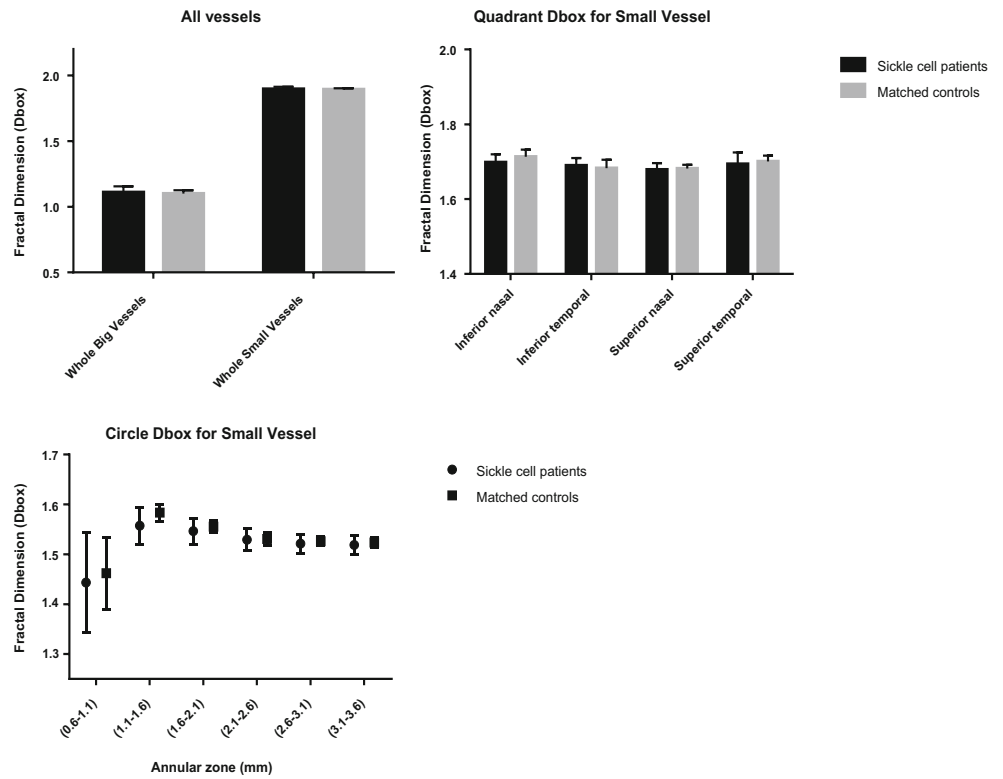 All vessels
Fractal Dimension (Dbox)
2.0
1.5
1.0
0.5
Whole Big Vessels
Whole Small Vessels
Quadrant Dbox for Small Vessel
Fractal Dimension (Dbox)
2.0
1.8
1.6
1.4
Inferior nasal
Inferior temporal
Superior nasal
Superior temporal
Sickle cell patients
Matched controls
Circle Dbox for Small Vessel
Fractal Dimension (Dbox)
1.7
1.6
1.5
1.4
1.3
(0.6-1.1)
(1.1-1.6)
(1.6-2.1)
(2.1-2.6)
(2.6-3.1)
(3.1-3.6)
Annular zone (mm)
Sickle cell patients
Matched controls